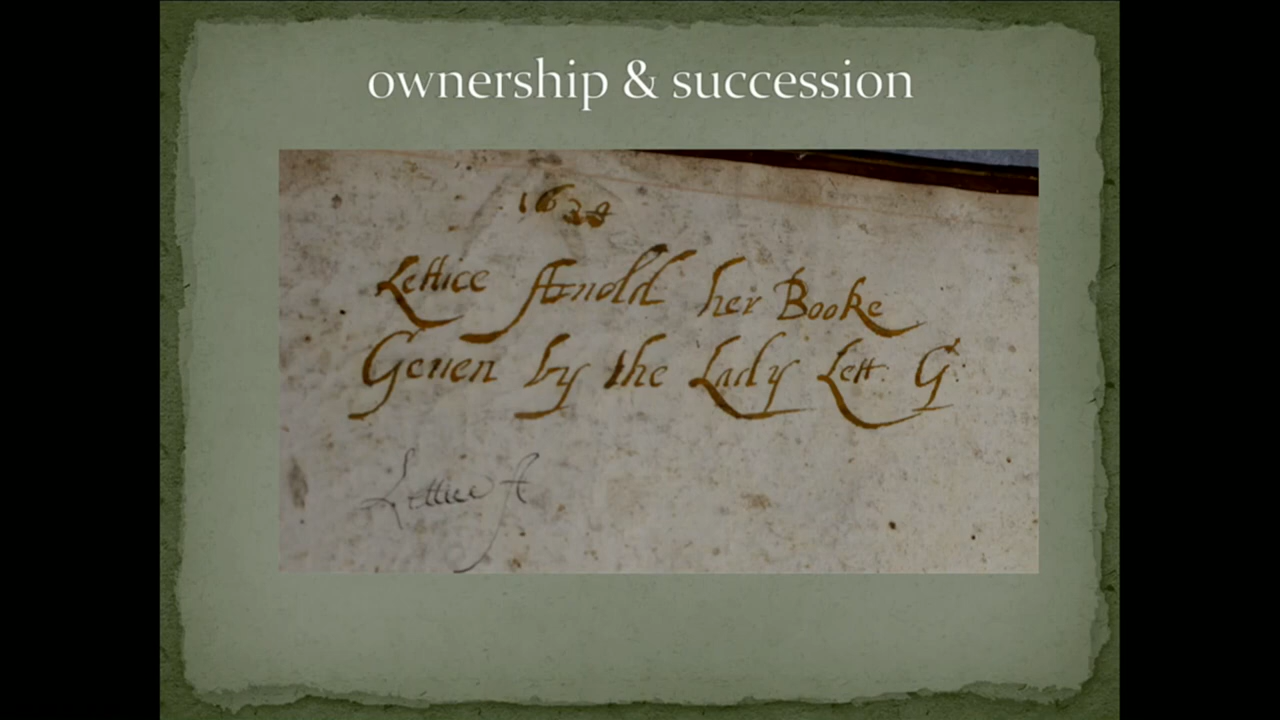 ownership & succession
Lettice Arnold her Booke
Geuen by the Lady Lett: G:
Lettice A